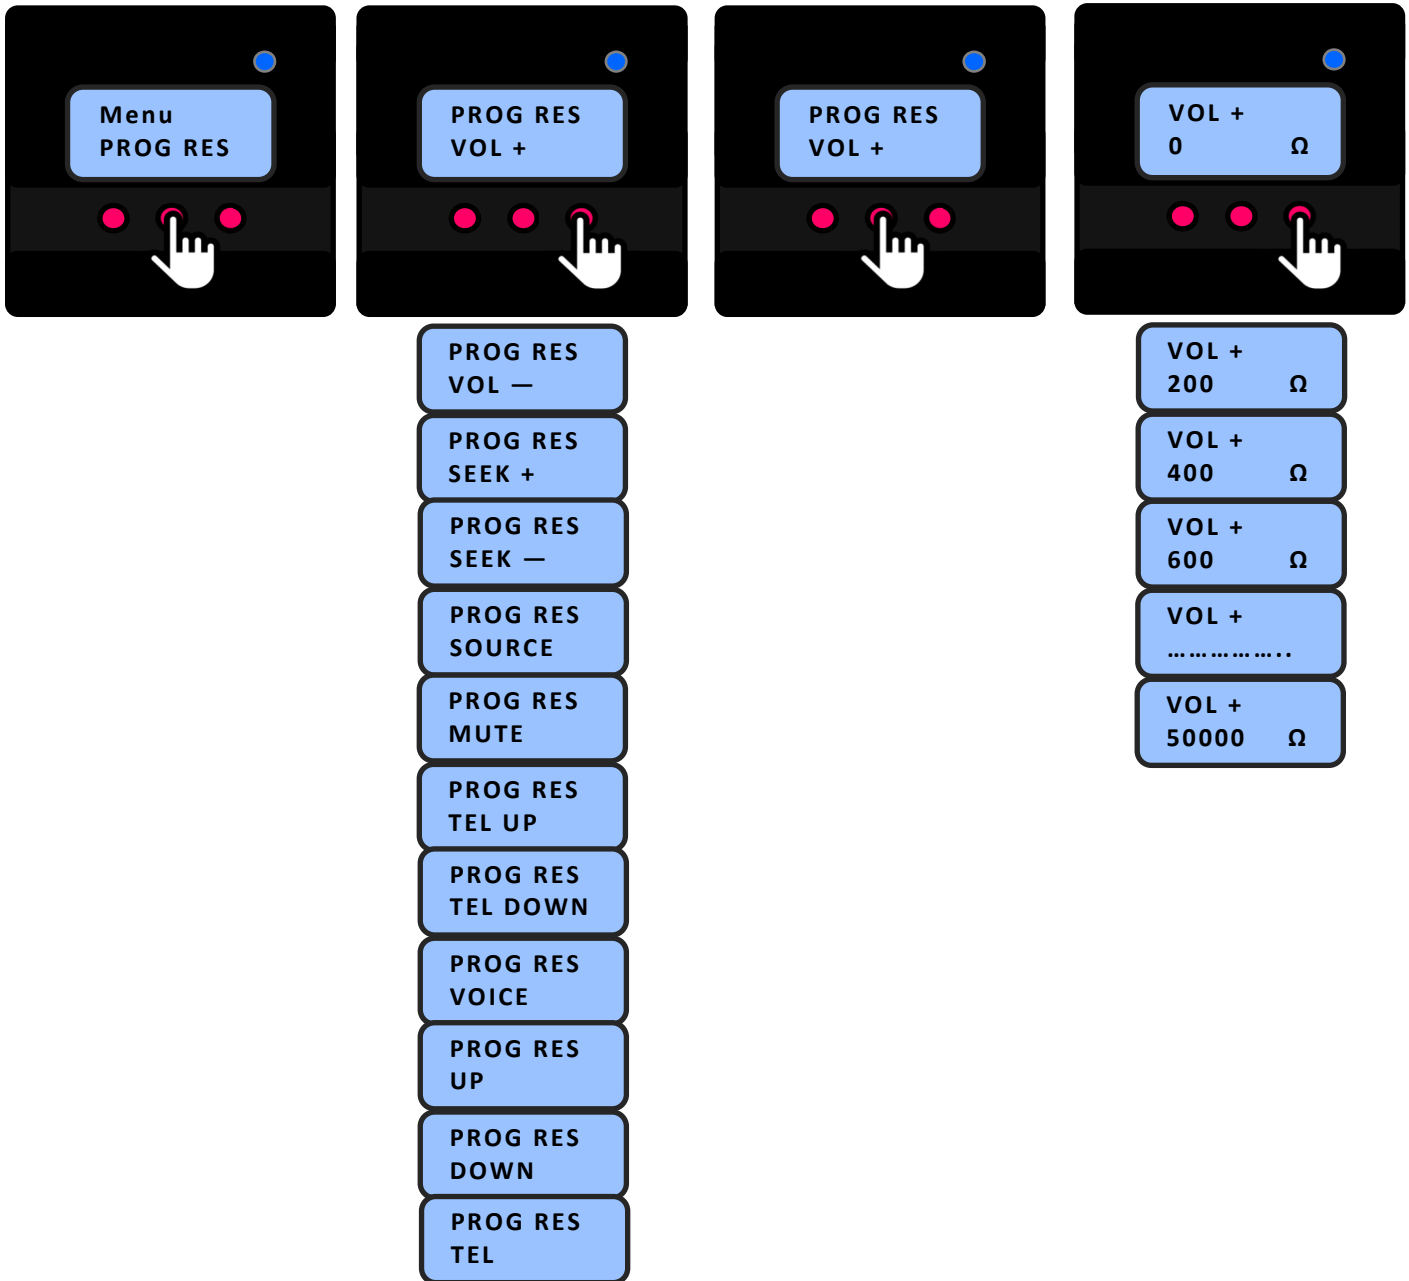 Menu
PROG RES
PROG RES
VOL +
PROG RES
VOL +
VOL +
0 Ω
PROG RES
VOL —
PROG RES
SEEK +
PROG RES
SEEK —
PROG RES
SOURCE
PROG RES
MUTE
PROG RES
TEL UP
PROG RES
TEL DOWN
PROG RES
VOICE
PROG RES
UP
PROG RES
DOWN
PROG RES
TEL
VOL +
200 Ω
VOL +
400 Ω
VOL +
600 Ω
VOL +
……………..
VOL +
50000 Ω